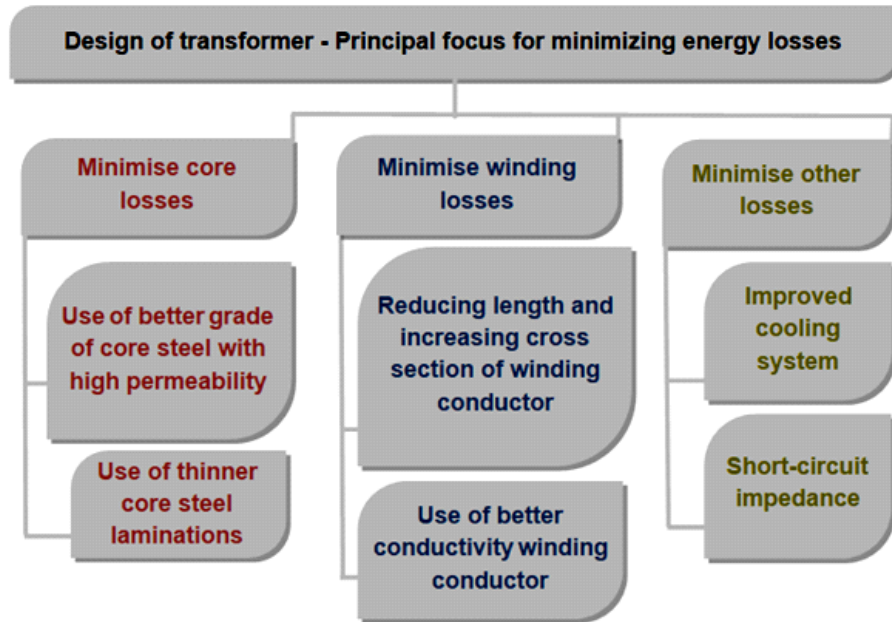 Design of transformer - Principal focus for minimizing energy losses
Minimise core
losses
Use of better grade
of core steel with
high permeability
Use of thinner
core steel
laminations
Minimise winding
losses
Reducing length and
increasing cross
section of winding
conductor
Use of better
conductivity winding
conductor
Minimise other
losses
Improved
cooling
system
Short-circuit
impedance